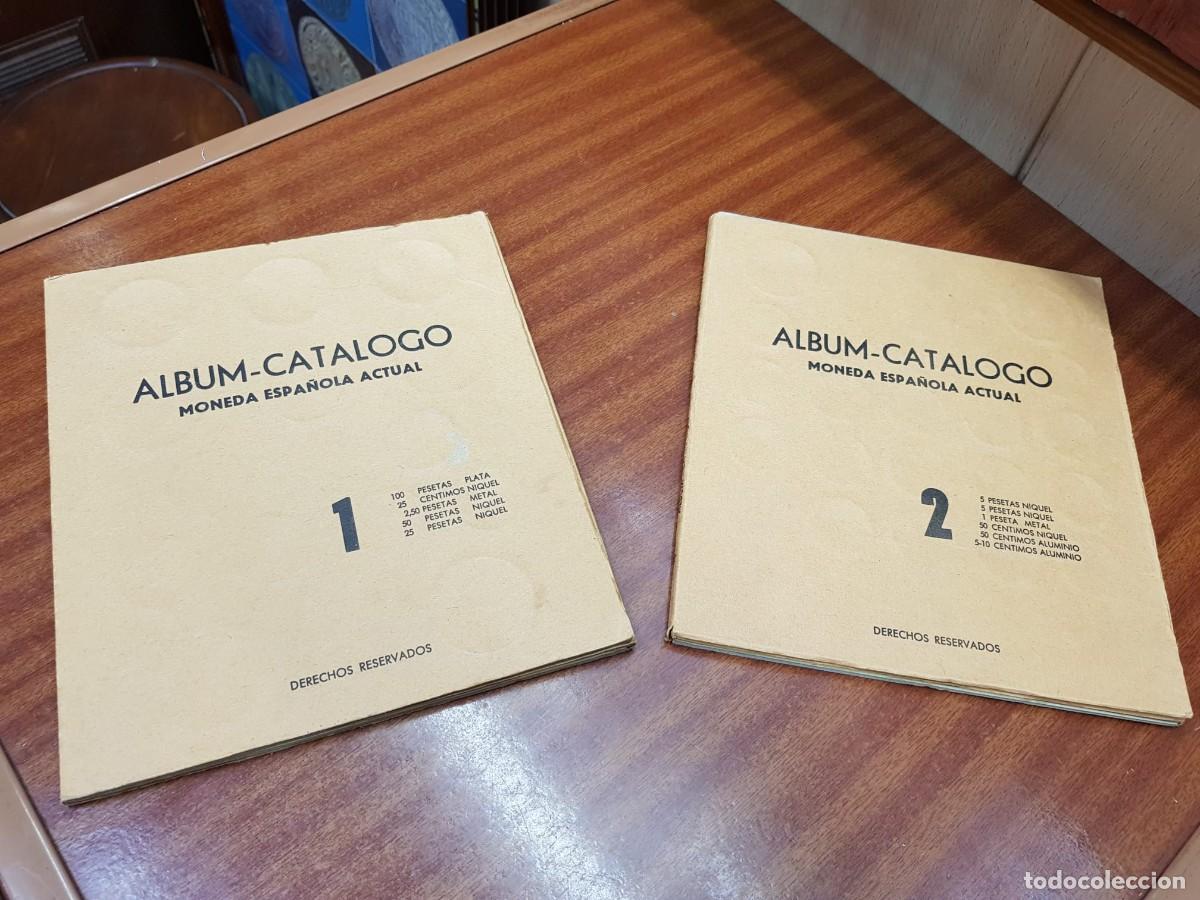 ALBUM-CATALOGO
MONEDA ESPAÑOLA ACTUAL
1
100 PESETAS PLATA
25 CENTIMOS NIQUEL
2,50 PESETAS METAL
50 PESETAS NIQUEL
25 PESETAS NIQUEL
DERECHOS RESERVADOS
ALBUM-CATALOGO
MONEDA ESPAÑOLA ACTUAL
2
5 PESETAS NIQUEL
5 PESETAS NIQUEL
1 PESETA METAL
50 CENTIMOS NIQUEL
50 CENTIMOS ALUMINIO
5-10 CENTIMOS ALUMINIO
DERECHOS RESERVADOS
todocoleccion